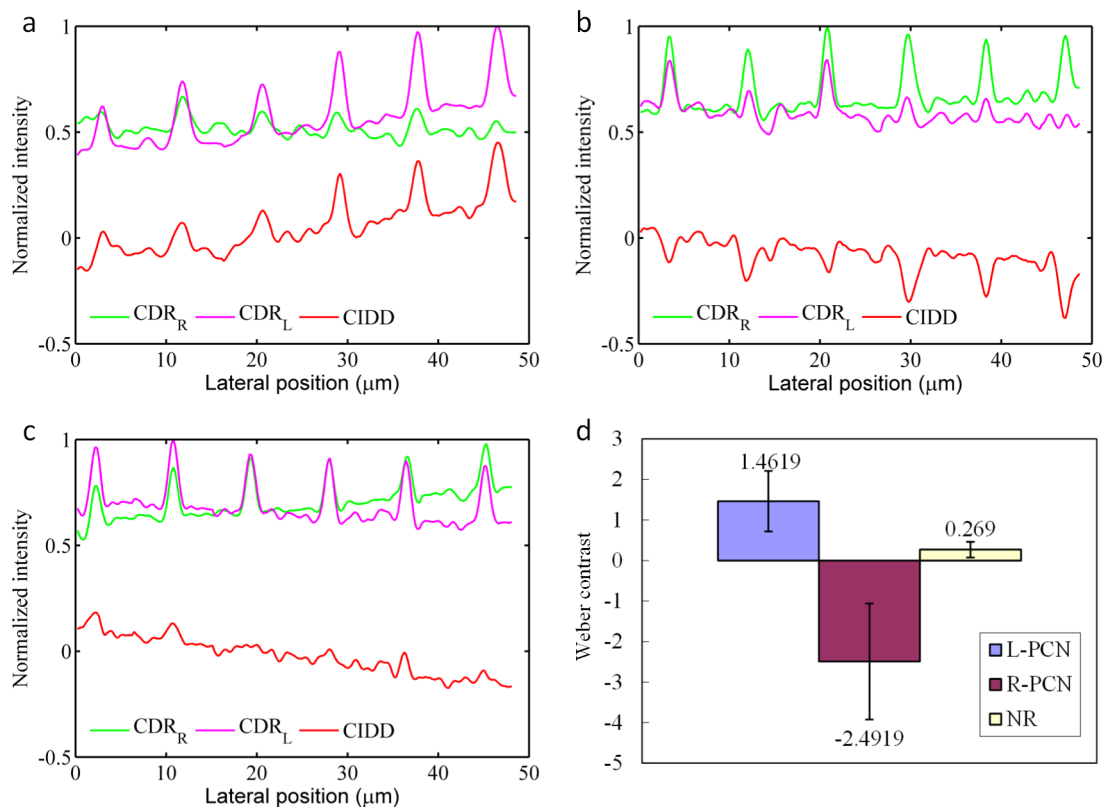 a
1
0.5
0
-0.5
Normalized intensity
CDR_R CDR_L CIDD
0 10 20 30 40 50
Lateral position (μm)
b
1
0.5
0
-0.5
Normalized intensity
CDR_R CDR_L CIDD
0 10 20 30 40 50
Lateral position (μm)
c
1
0.5
0
-0.5
Normalized intensity
CDR_R CDR_L CIDD
0 10 20 30 40 50
Lateral position (μm)
d
3
2
1
0
-1
-2
-3
-4
-5
Weber contrast
1.4619
0.269
-2.4919
L-PCN
R-PCN
NR